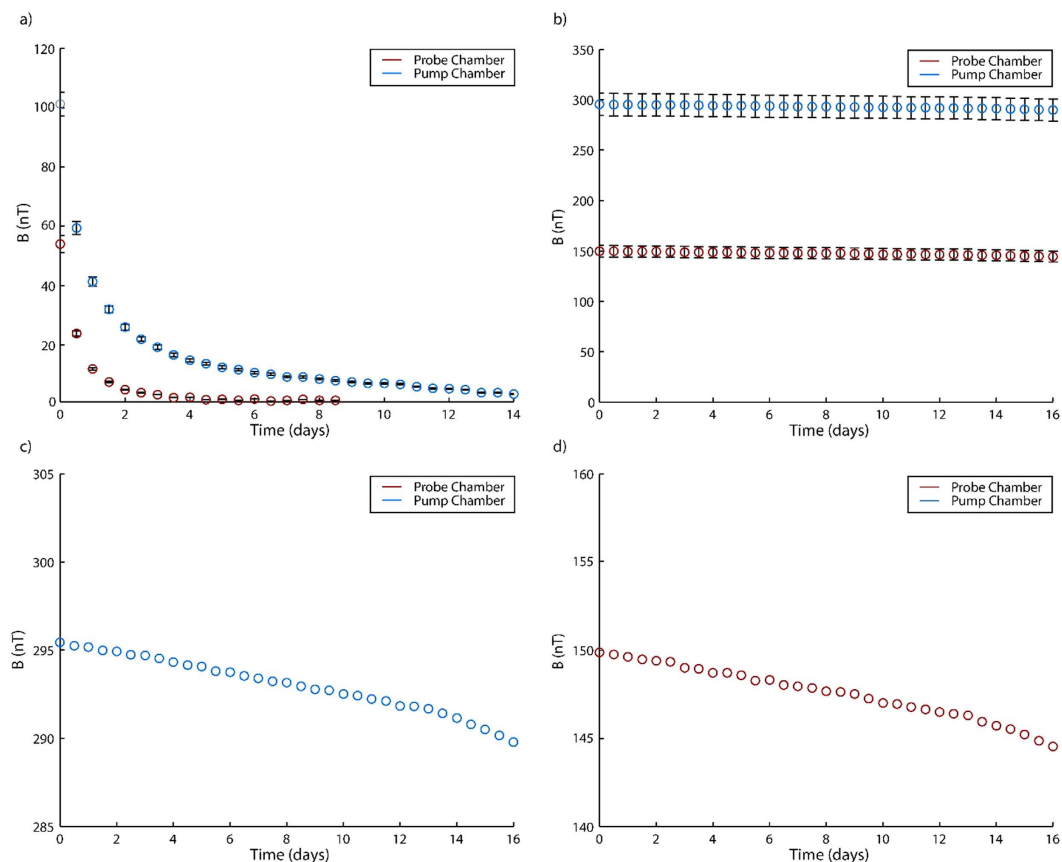 a)
120
100
80
60
40
20
0
B (nT)
0 2 4 6 8 10 12 14
Time (days)
Probe Chamber
Pump Chamber
b)
350
300
250
200
150
100
50
0
B (nT)
0 2 4 6 8 10 12 14 16
Time (days)
Probe Chamber
Pump Chamber
c)
305
300
295
290
285
B (nT)
0 2 4 6 8 10 12 14 16
Time (days)
Probe Chamber
Pump Chamber
d)
160
155
150
145
140
B (nT)
0 2 4 6 8 10 12 14 16
Time (days)
Probe Chamber
Pump Chamber